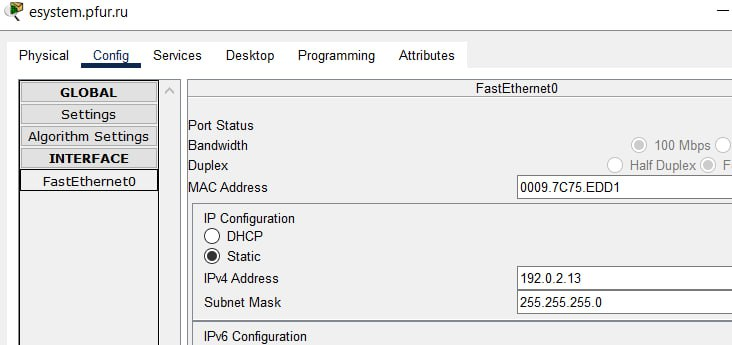 esystem.pfur.ru
Physical Config Services Desktop Programming Attributes
GLOBAL
Settings
Algorithm Settings
INTERFACE
FastEthernet0
FastEthernet0
Port Status
Bandwidth 100 Mbps
Duplex Half Duplex F
MAC Address 0009.7C75.EDD1
IP Configuration
DHCP
Static
IPv4 Address 192.0.2.13
Subnet Mask 255.255.255.0
IPv6 Configuration